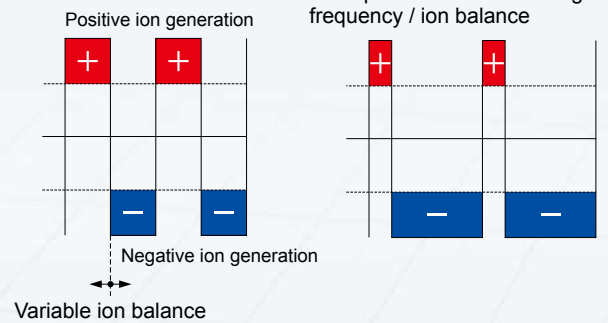 Positive ion generation
frequency / ion balance
+ +
+ +
− −
− −
Negative ion generation
Variable ion balance